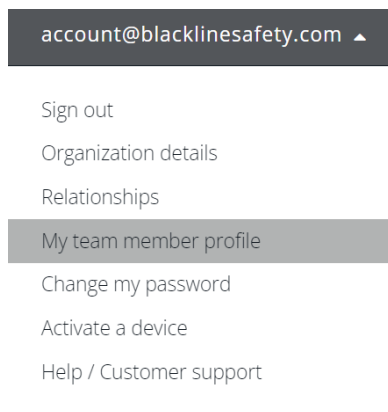 account@blacklinesafety.com
Sign out
Organization details
Relationships
My team member profile
Change my password
Activate a device
Help / Customer support